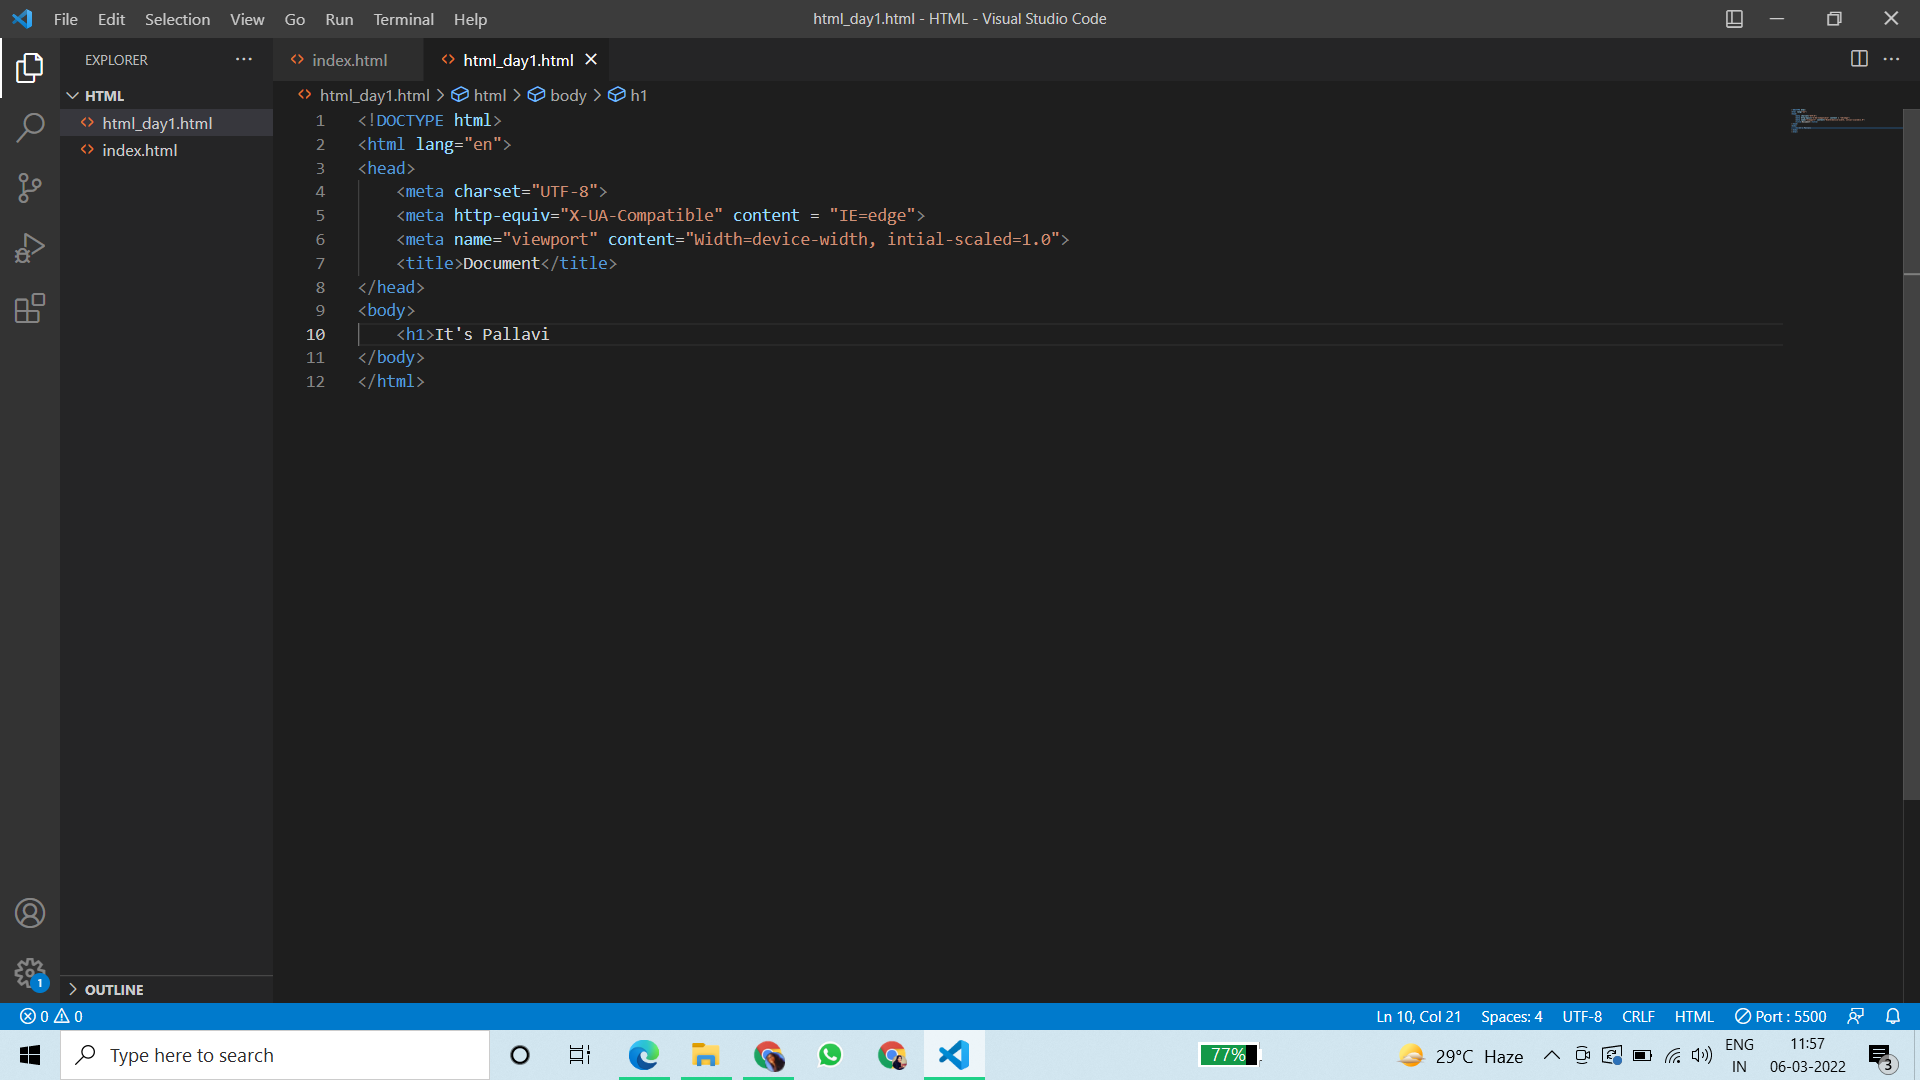 File Edit Selection View Go Run Terminal Help
html_day1.html - HTML - Visual Studio Code
EXPLORER
HTML
html_day1.html
index.html
index.html
html_day1.html
html_day1.html > html > body > h1
1 <!DOCTYPE html>
2 <html lang="en">
3 <head>
4 <meta charset="UTF-8">
5 <meta http-equiv="X-UA-Compatible" content = "IE=edge">
6 <meta name="viewport" content="Width=device-width, intial-scaled=1.0">
7 <title>Document</title>
8 </head>
9 <body>
10 <h1>It's Pallavi
11 </body>
12 </html>
1
OUTLINE
0 0
Ln 10, Col 21 Spaces: 4 UTF-8 CRLF HTML Port : 5500
Type here to search
77%
29°C Haze
ENG
IN
11:57
06-03-2022
3